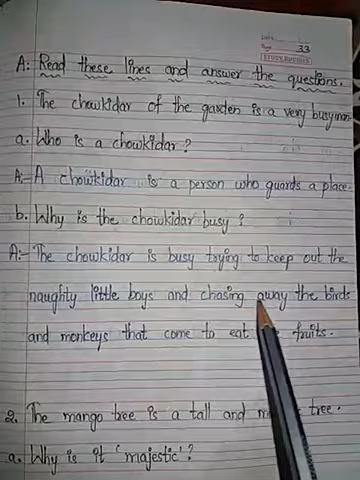 Date
Page 33
A:- Read these lines and answer the questions.
1. The chowkidar of the garden is a very busy man
a. Who is a chowkidar?
A:- A chowkidar is a person who guards a place
b. Why is the chowkidar busy?
A:- The chowkidar is busy trying to keep out the
naughty little boys and chasing away the birds
and monkeys that come to eat fruits.
2. The mango tree is a tall and tree.
a. Why is it 'majestic'?